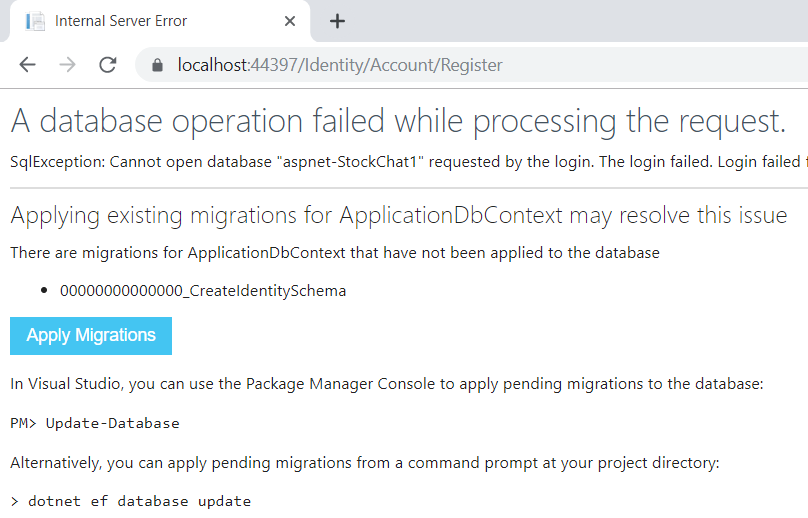 Internal Server Error
localhost:44397/Identity/Account/Register
A database operation failed while processing the request.
SqlException: Cannot open database "aspnet-StockChat1" requested by the login. The login failed. Login failed
Applying existing migrations for ApplicationDbContext may resolve this issue
There are migrations for ApplicationDbContext that have not been applied to the database
• 00000000000000_CreateIdentitySchema
Apply Migrations
In Visual Studio, you can use the Package Manager Console to apply pending migrations to the database:
PM> Update-Database
Alternatively, you can apply pending migrations from a command prompt at your project directory:
> dotnet ef database update